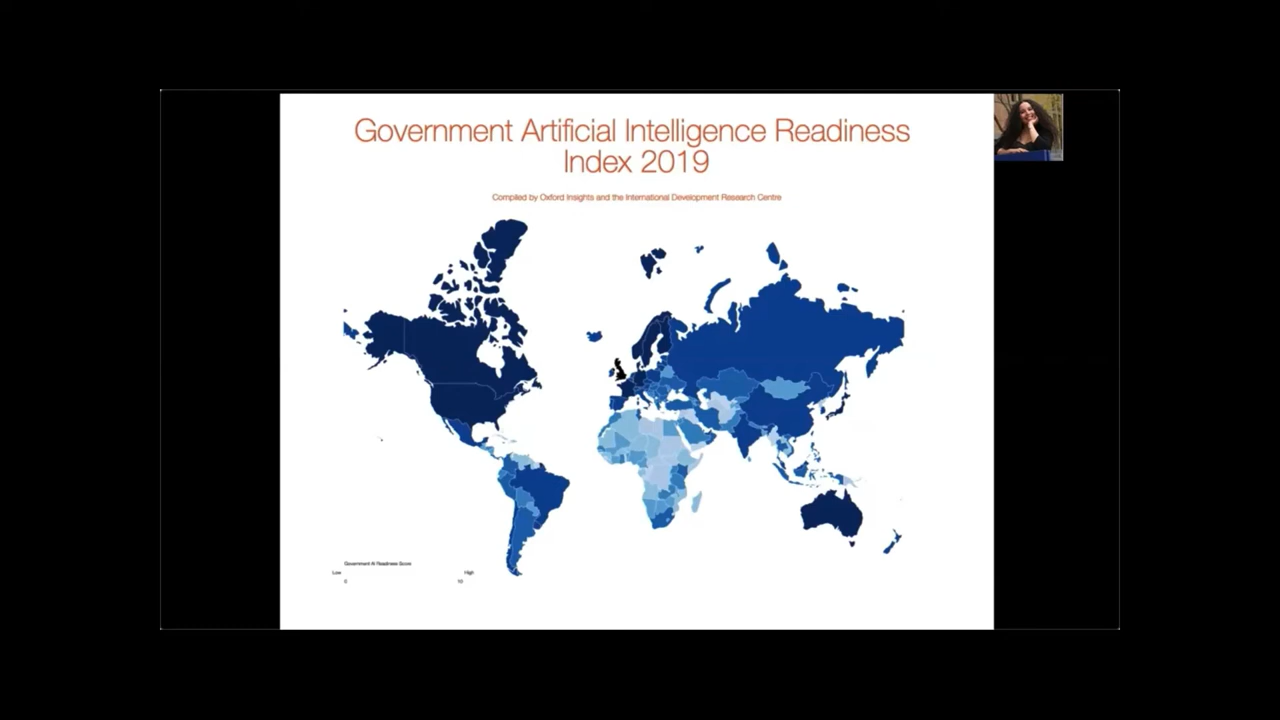 Government Artificial Intelligence Readiness
Index 2019
Compiled by Oxford Insights and the International Development Research Centre
Government AI Readiness Score
Low High
0 10